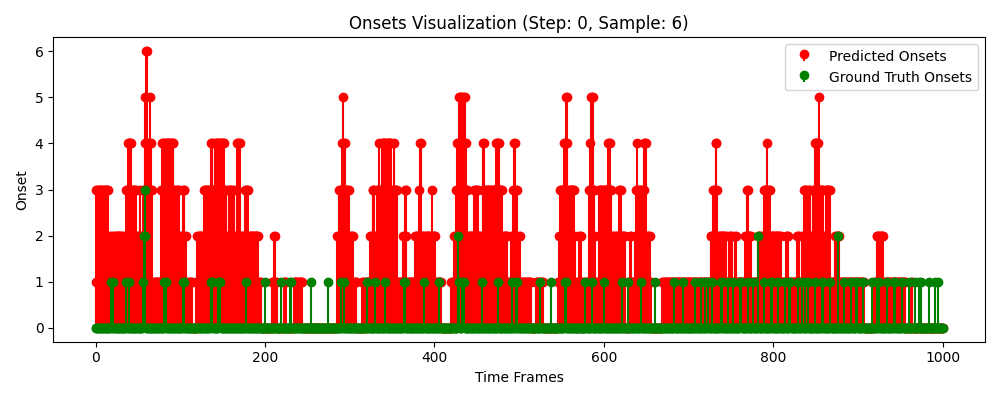 Onsets Visualization (Step: 0, Sample: 6)
Predicted Onsets
Ground Truth Onsets
Onset
6
5
4
3
2
1
0
0 200 400 600 800 1000
Time Frames